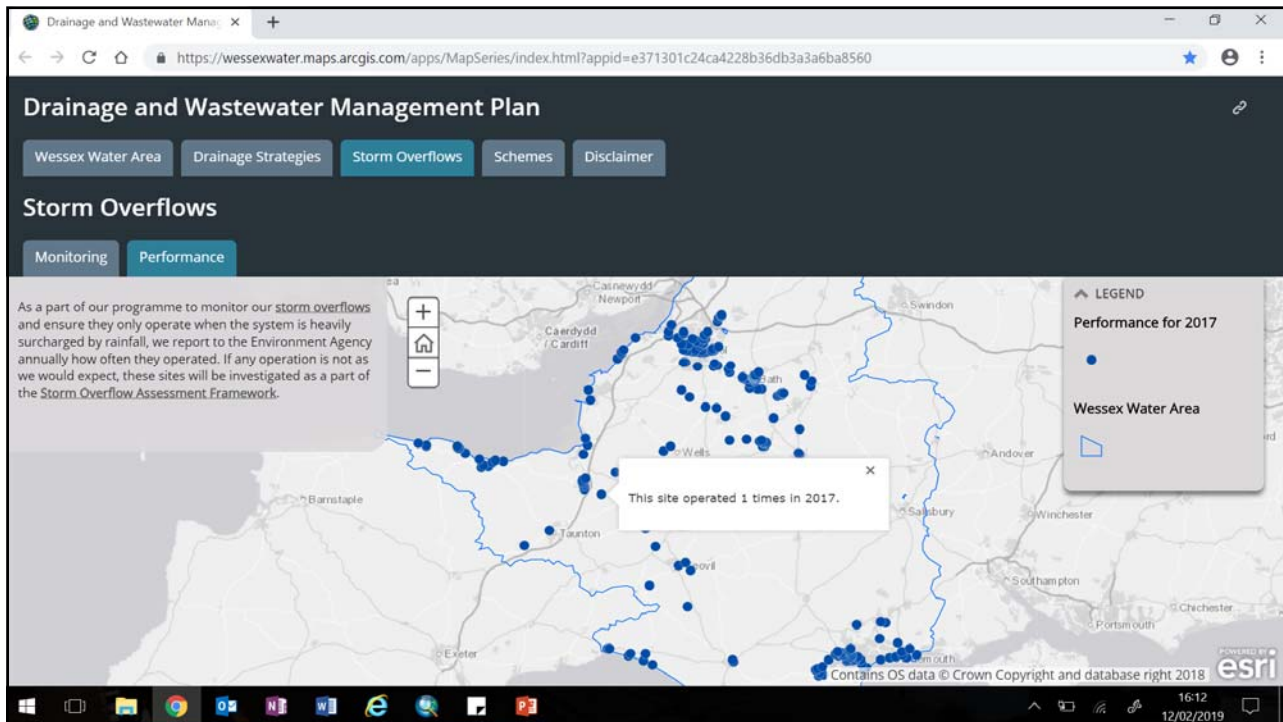 Drainage and Wastewater Manag
https://wessexwater.maps.arcgis.com/apps/MapSeries/index.html?appid=e371301c24ca4228b36db3a3a6ba8560
Drainage and Wastewater Management Plan
Wessex Water Area
Drainage Strategies
Storm Overflows
Schemes
Disclaimer
Storm Overflows
Monitoring
Performance
As a part of our programme to monitor our storm overflows
and ensure they only operate when the system is heavily
surcharged by rainfall, we report to the Environment Agency
annually how often they operated. If any operation is not as
we would expect, these sites will be investigated as a part of
the Storm Overflow Assessment Framework.
LEGEND
Performance for 2017
Wessex Water Area
Casnewydd
Newport
Caerdydd
/ Cardiff
Swindon
Bath
Wells
Andover
Barnstaple
This site operated 1 times in 2017.
Salisbury
Winchester
Taunton
Southampton
Chichester
Portsmouth
Exeter
Contains OS data © Crown Copyright and database right 2018
POWERED BY
esri
16:12
12/02/2019